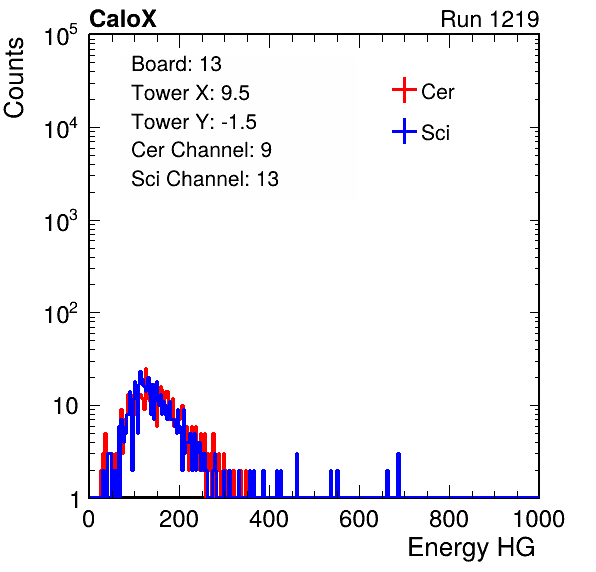 CaloX Run 1219
Counts
10^5
10^4
10^3
10^2
10
1
Board: 13
Tower X: 9.5
Tower Y: -1.5
Cer Channel: 9
Sci Channel: 13
Cer
Sci
0 200 400 600 800 1000
Energy HG